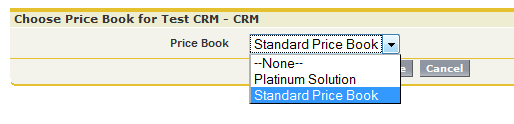 Choose Price Book for Test CRM - CRM
Price Book Standard Price Book
--None--
Platinum Solution
Cancel
Standard Price Book